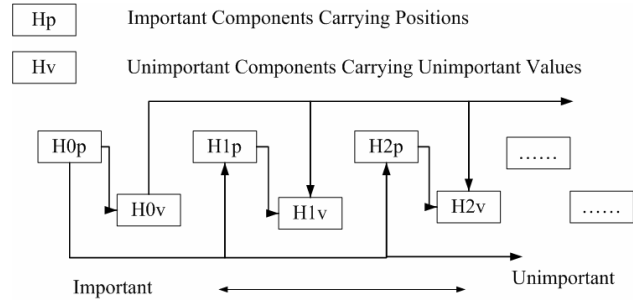 Hp Important Components Carrying Positions
Hv Unimportant Components Carrying Unimportant Values
H0p H1p H2p ……
H0v H1v H2v ……
Important Unimportant